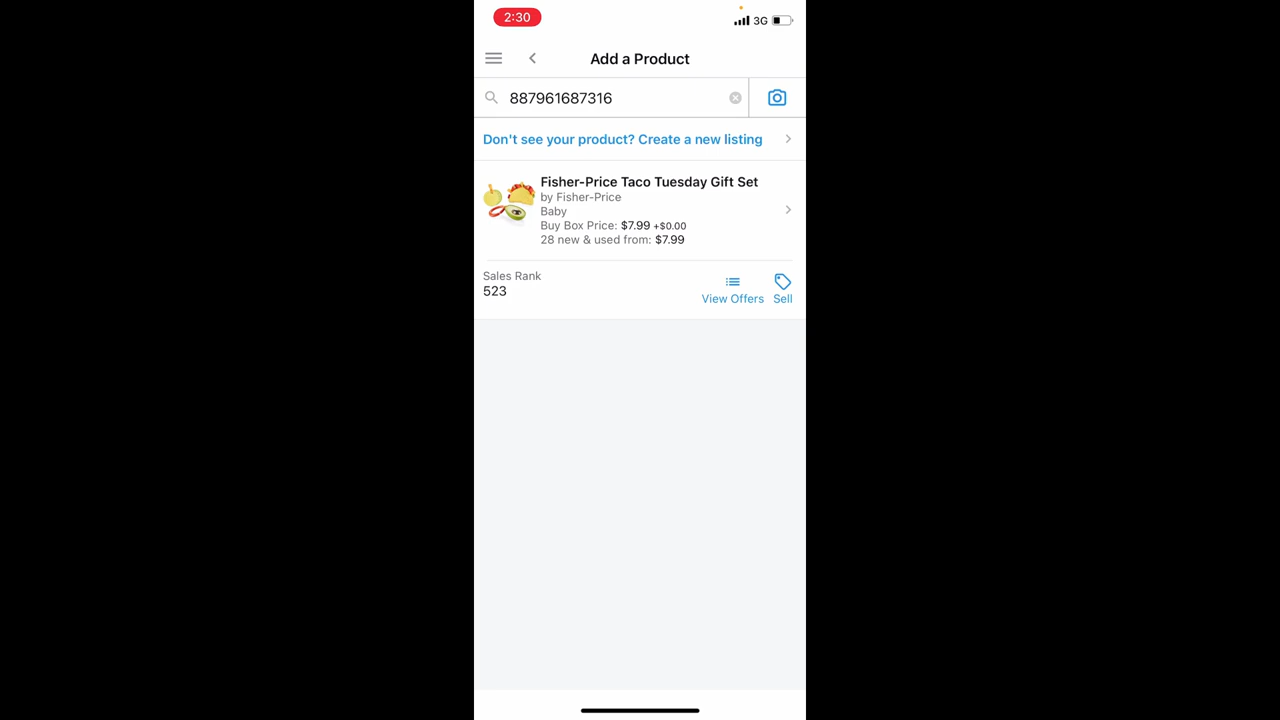 2:30
3G
Add a Product
887961687316
Don't see your product? Create a new listing
Fisher-Price Taco Tuesday Gift Set
by Fisher-Price
Baby
Buy Box Price: $7.99 +$0.00
28 new & used from: $7.99
Sales Rank
523
View Offers
Sell